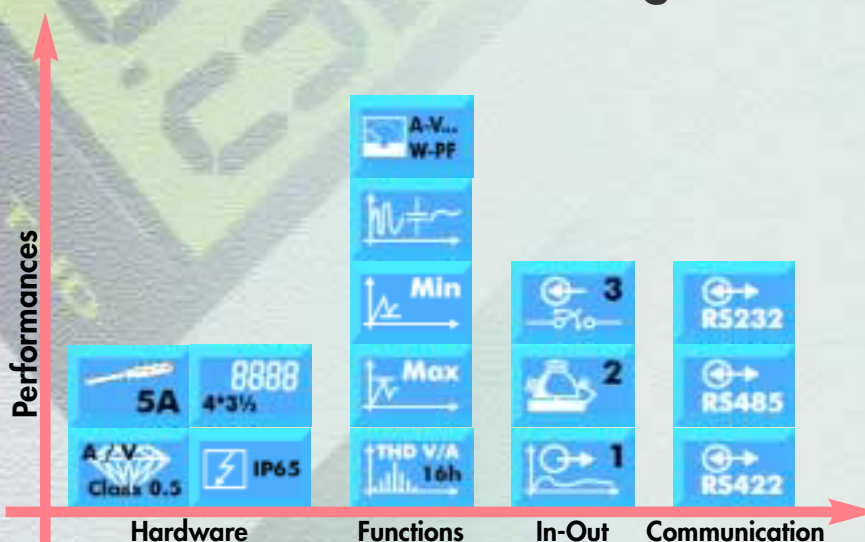 A-V...
W-PF
Min
3
RS232
5A
8888
4*3½
Max
2
RS485
A / V
Class 0.5
IP65
THD V/A
16h
1
RS422
Performances
Hardware
Functions
In-Out
Communication